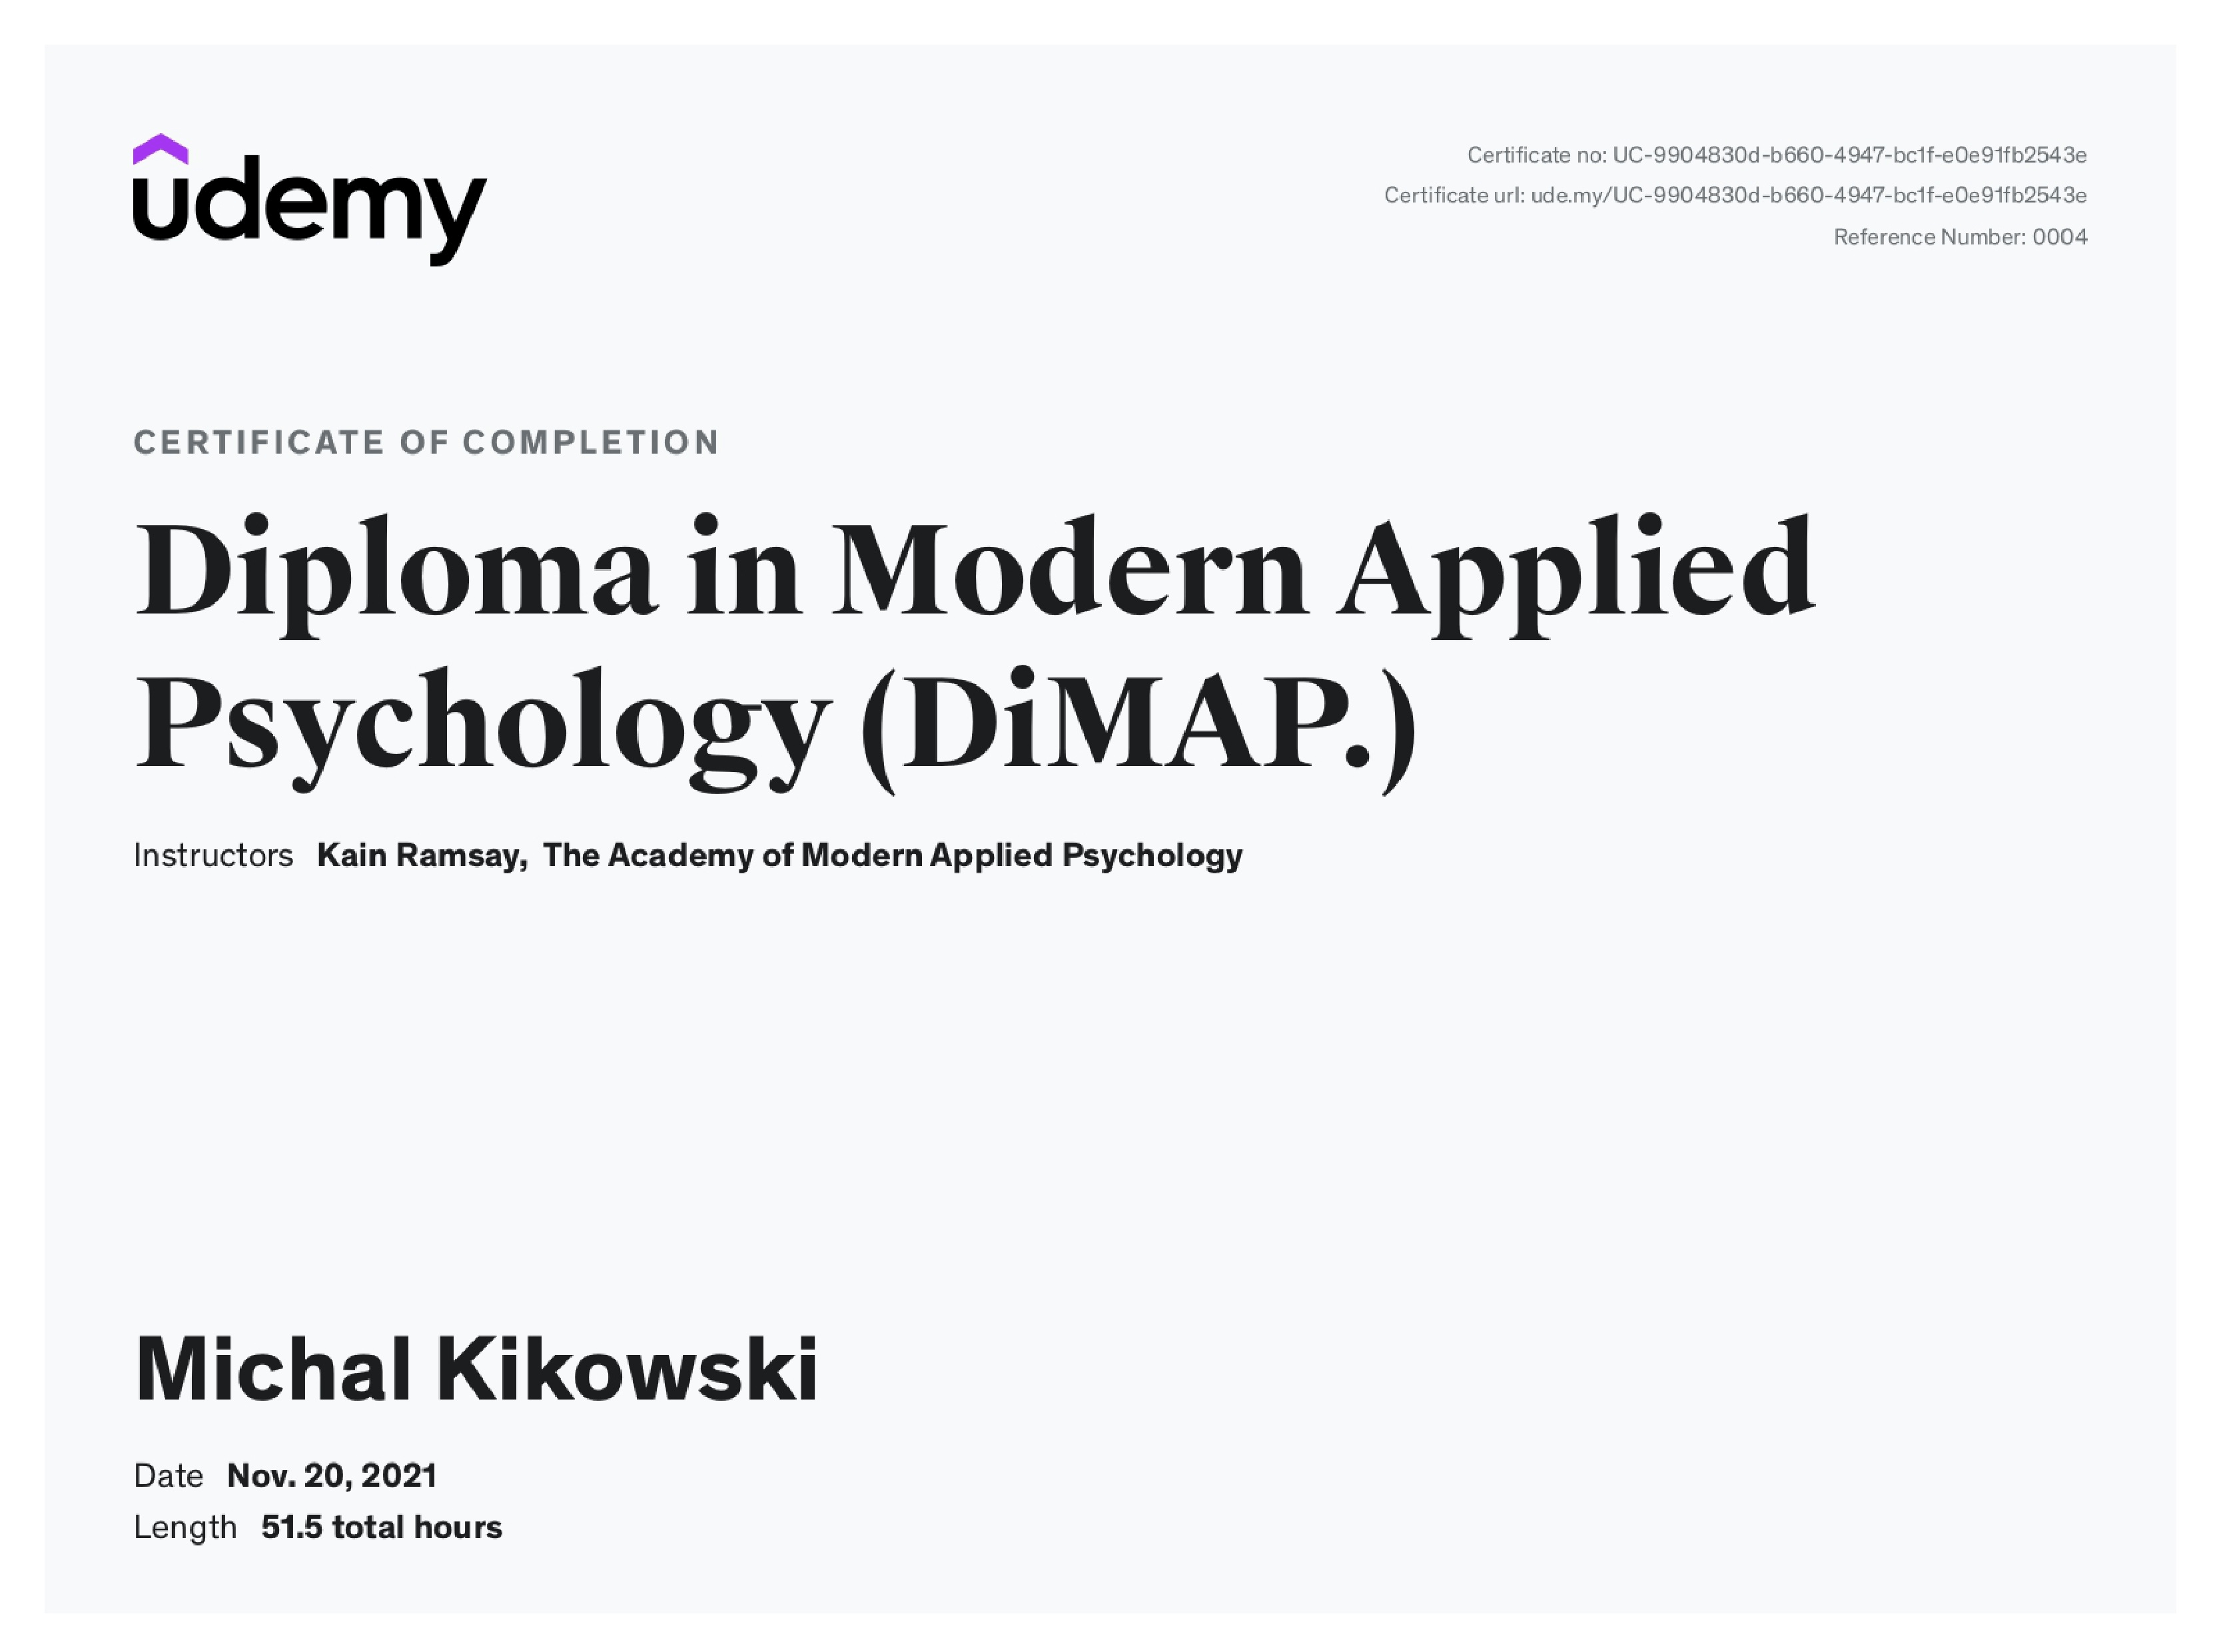 udemy
Certificate no: UC-9904830d-b660-4947-bc1f-e0e91fb2543e
Certificate url: ude.my/UC-9904830d-b660-4947-bc1f-e0e91fb2543e
Reference Number: 0004
CERTIFICATE OF COMPLETION
Diploma in Modern Applied
Psychology (DiMAP.)
Instructors Kain Ramsay, The Academy of Modern Applied Psychology
Michal Kikowski
Date Nov. 20, 2021
Length 51.5 total hours